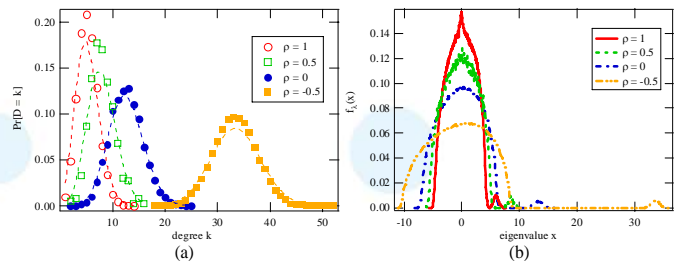 0.20
0.15
0.10
0.05
0.00
Pr[D = k]
10 20 30 40 50
degree k
ρ = 1
ρ = 0.5
ρ = 0
ρ = -0.5
(a)
0.16
0.14
0.12
0.10
0.08
0.06
0.04
0.02
0.00
-10 0 10 20 30
eigenvalue x
ρ = 1
ρ = 0.5
ρ = 0
ρ = -0.5
(b)